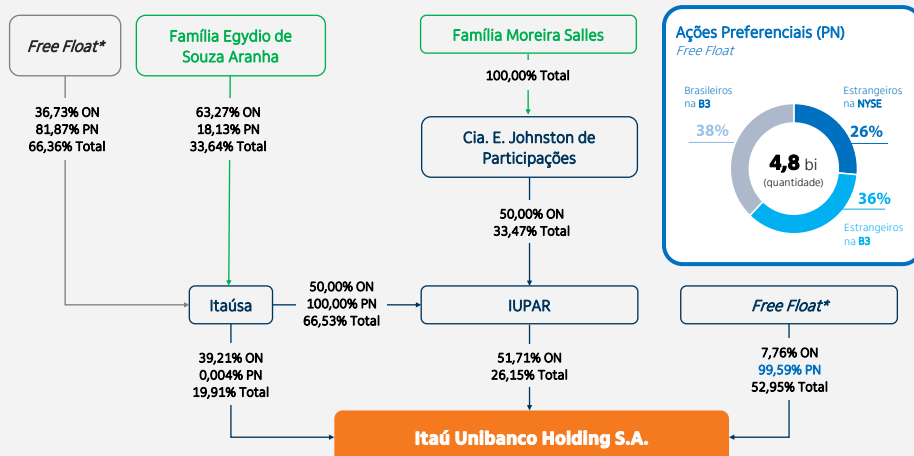 Free Float*
Família Egydio de
Souza Aranha
Família Moreira Salles
Ações Preferenciais (PN)
Free Float
Brasileiros
na B3
38%
Estrangeiros
na NYSE
26%
4,8 bi
(quantidade)
36%
Estrangeiros
na B3
36,73% ON
81,87% PN
66,36% Total
63,27% ON
18,13% PN
33,64% Total
100,00% Total
Cia. E. Johnston de
Participações
50,00% ON
33,47% Total
Itaúsa
50,00% ON
100,00% PN
66,53% Total
IUPAR
Free Float*
39,21% ON
0,004% PN
19,91% Total
51,71% ON
26,15% Total
7,76% ON
99,59% PN
52,95% Total
Itaú Unibanco Holding S.A.